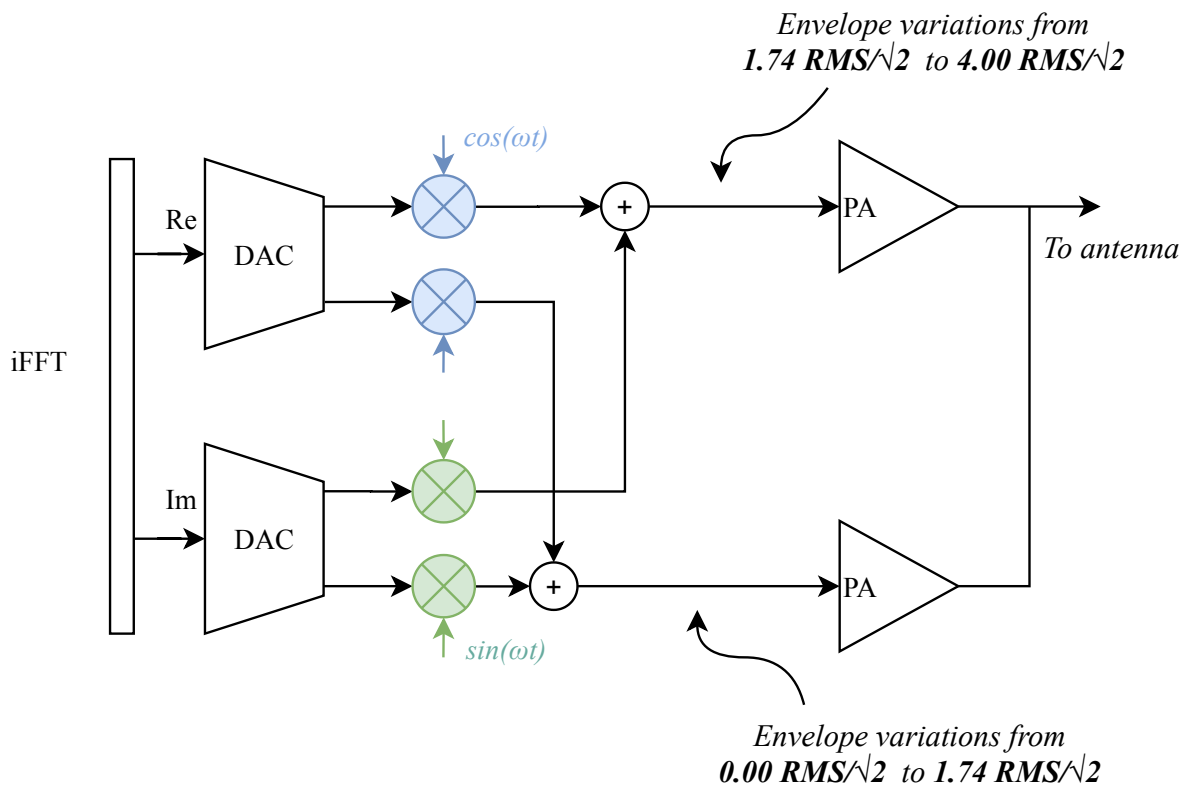 Envelope variations from
1.74 RMS/√2 to 4.00 RMS/√2
cos(ωt)
Re
DAC
+
PA
To antenna
iFFT
Im
DAC
+
PA
sin(ωt)
Envelope variations from
0.00 RMS/√2 to 1.74 RMS/√2